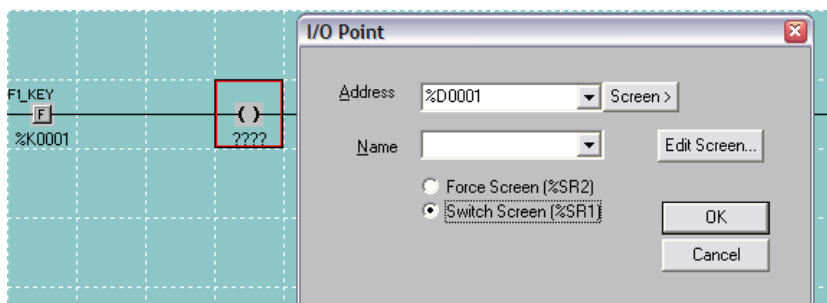 I/O Point
F1_KEY
F
%K0001
( )
????
Address
%D0001
Screen >
Name
Edit Screen...
Force Screen (%SR2)
Switch Screen (%SR1)
OK
Cancel